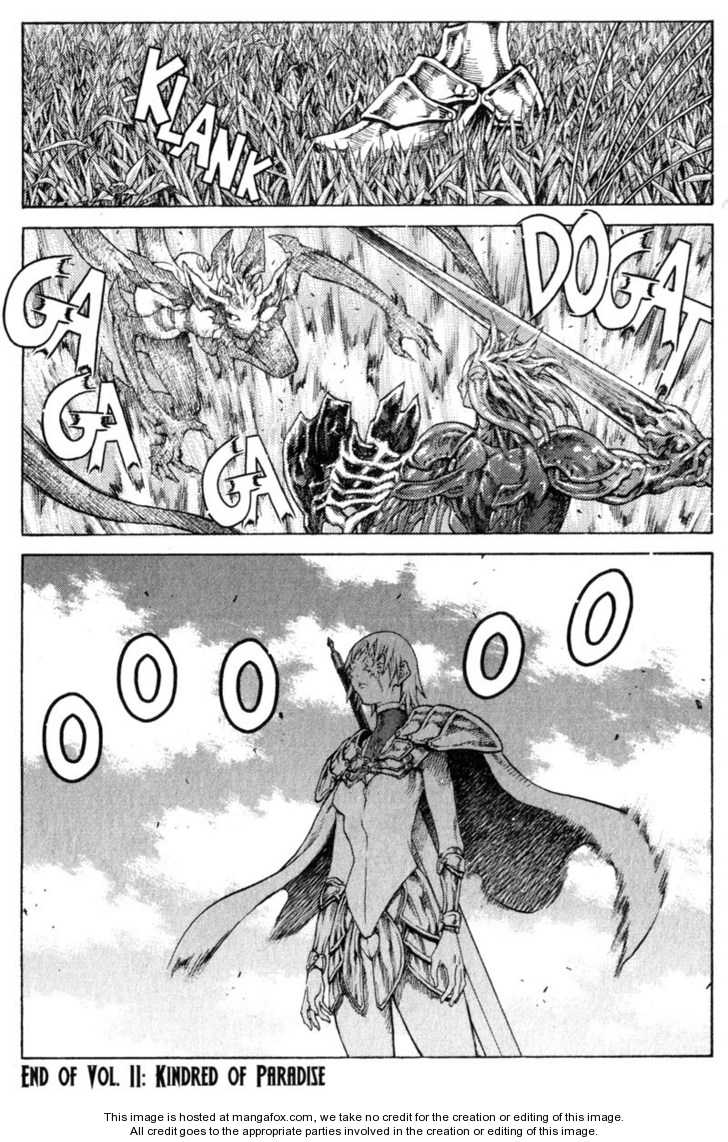 KLANK
GA
GA
GA
DOGAT
O
O
O
O
O
END OF VOL. 11: KINDRED OF PARADISE
This image is hosted at mangafox.com, we take no credit for the creation or editing of this image.
All credit goes to the appropriate parties involved in the creation or editing of this image.